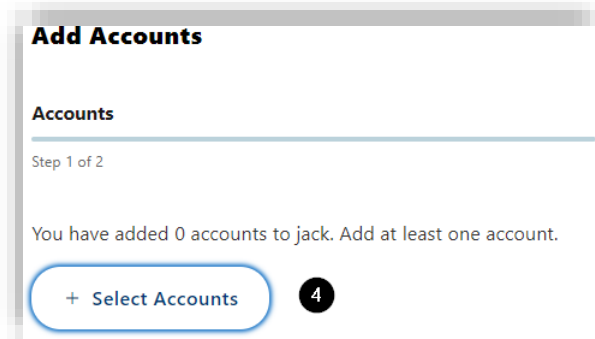 Add Accounts
Accounts
Step 1 of 2
You have added 0 accounts to jack. Add at least one account.
+ Select Accounts 4